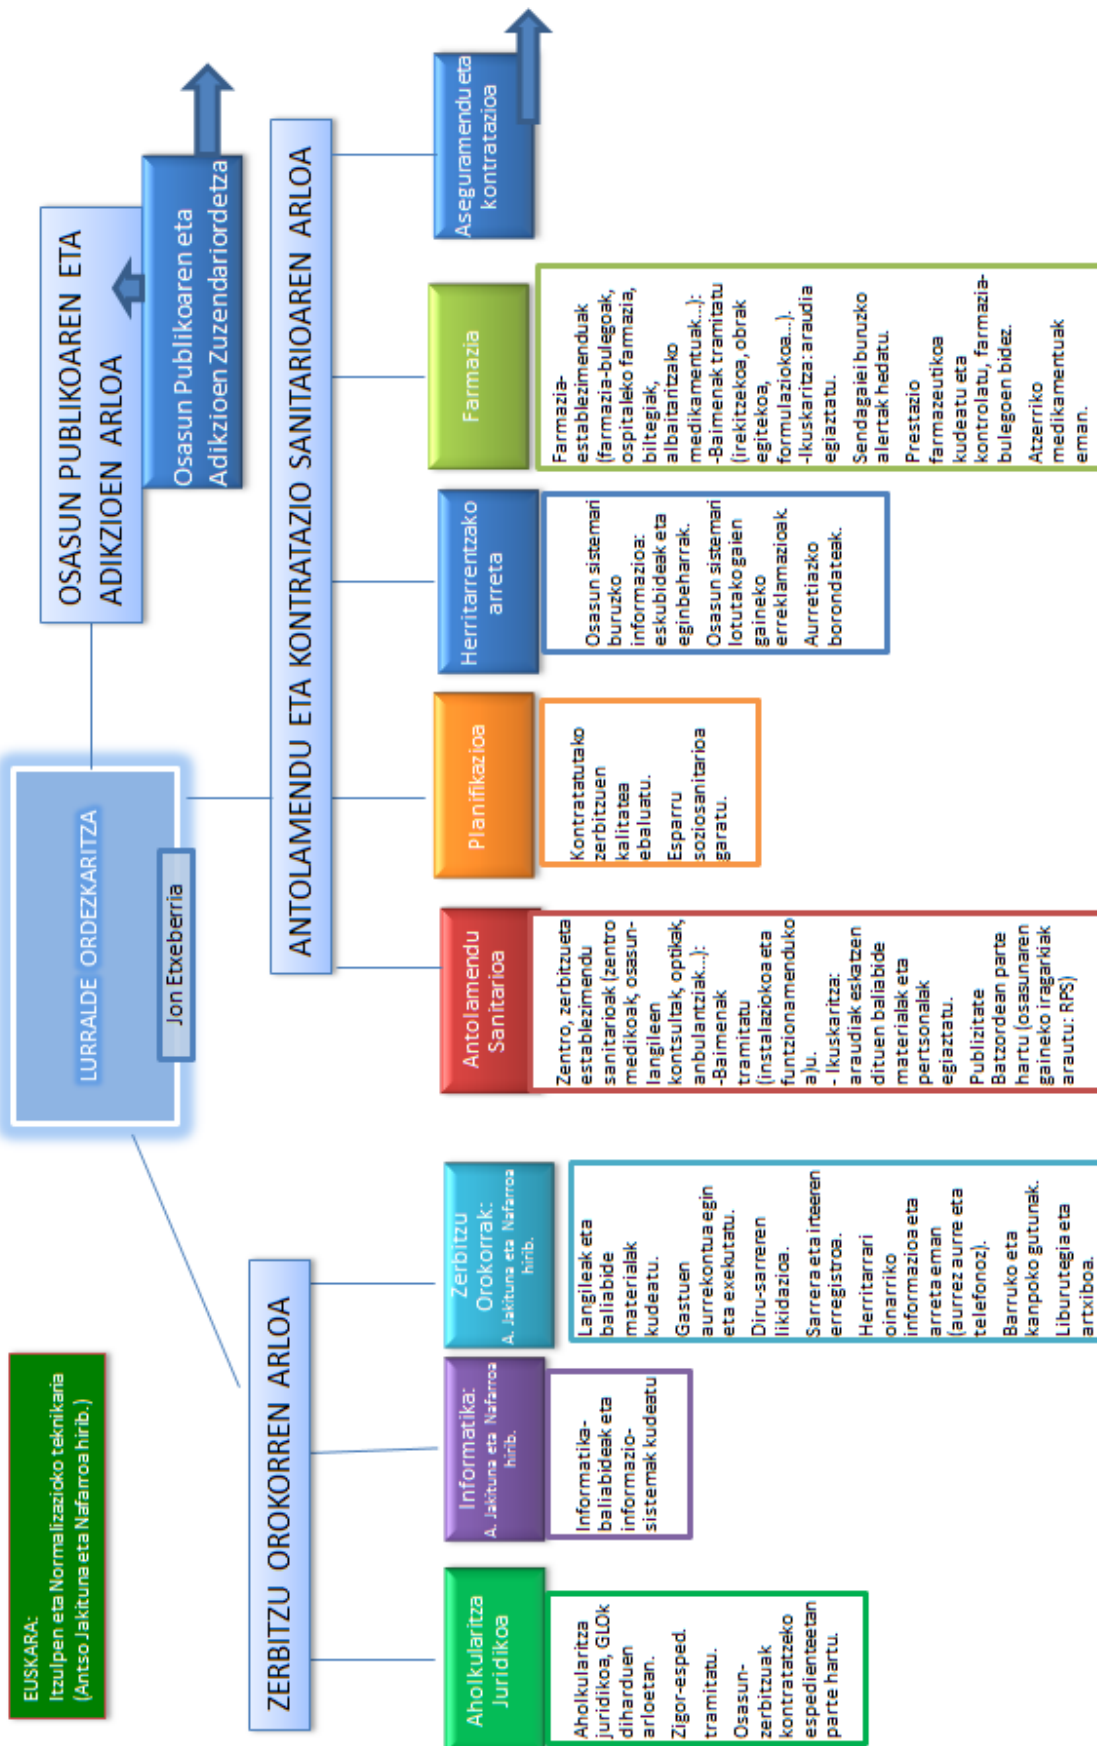 EUSKARA:
Itzulpen eta Normalizazioko teknikaria
(Antso Jakituna eta Nafarroa hirib.)
LURRALDE ORDEZKARITZA
Jon Etxeberria
OSASUN PUBLIKOAREN ETA
ADIKZIOEN ARLOA
Osasun Publikoaren eta
Adikzioen Zuzendariordetza
ZERBITZU OROKORREN ARLOA
ANTOLAMENDU ETA KONTRATAZIO SANITARIOAREN ARLOA
Aholkularitza
Juridikoa
Aholkularitza
juridikoa, GLOk
diharduen
arloetan.
Zigor-esped.
tramitatu.
Osasun-
zerbitzuak
kontratatzeko
espedienteetan
parte hartu.
Informatika:
A. Jakituna eta Nafarroa
hirib.
Informatika-
baliabideak eta
informazio-
sistemak kudeatu
Zerbitzu
Orokorrak:
A. Jakituna eta Nafarroa
hirib.
Langileak eta
baliabide
materialak
kudeatu.
Gastuen
aurrekontua egin
eta exekutatu.
Diru-sarreren
likidazioa.
Sarrera eta irteeren
erregistroa.
Herritarrari
oinarriko
informazioa eta
arreta eman
(aurrez aurre eta
telefonoz).
Barruko eta
kanpoko gutunak.
Liburutegia eta
artxiboa.
Antolamendu
Sanitarioa
Zentro, zerbitzu eta
establezimendu
sanitarioak (zentro
medikoak, osasun-
langileen
kontsultak, optikak,
anbulantziak...):
-Baimenak
tramitatu
(instalaziokoa eta
funtzionamenduko
a)u.
- Ikuskaritza:
araudiak eskatzen
dituen baliabide
materialak eta
pertsonalak
egiaztatu.
Publizitate
Batzordean parte
hartu (osasunaren
gaineko iragarkiak
arautu: RPS)
Planifikazioa
Kontratatutako
zerbitzuen
kalitatea
ebaluatu.
Esparru
soziosanitarioa
garatu.
Herritarrentzako
arreta
Osasun sistemari
buruzko
informazioa:
eskubideak eta
eginbeharrak.
Osasun sistemari
lotutako gaien
gaineko
erreklamazioak.
Aurretiazko
borondateak.
Farmazia
Farmazia-
establezimenduak
(farmazia-bulegoak,
ospitaleko farmazia,
biltegiak,
albaitaritzako
medikamentuak...):
-Baimenak tramitatu
(irekitzekoa, obrak
egitekoa,
formulaziokoa...).
-Ikuskaritza: araudia
egiaztatu.
Sendagaiei buruzko
alertak hedatu.
Prestazio
farmazeutikoa
kudeatu eta
kontrolatu, farmazia-
bulegoen bidez.
Atzerriko
medikamentuak
eman.
Aseguramendu eta
kontratazioa